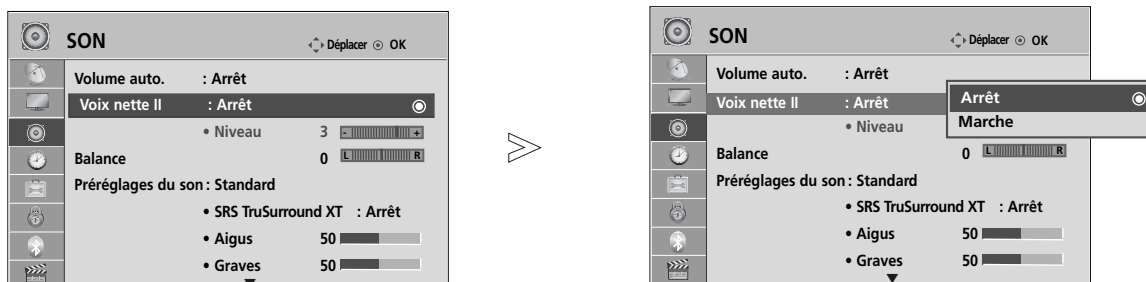 SON
Déplacer OK
Volume auto. : Arrêt
Voix nette II : Arrêt
• Niveau 3 - +
Balance 0 L R
Préréglages du son : Standard
• SRS TruSurround XT : Arrêt
• Aigus 50
• Graves 50
SON
Déplacer OK
Volume auto. : Arrêt
Voix nette II : Arrêt
Arrêt
Marche
• Niveau
Balance 0 L R
Préréglages du son : Standard
• SRS TruSurround XT : Arrêt
• Aigus 50
• Graves 50